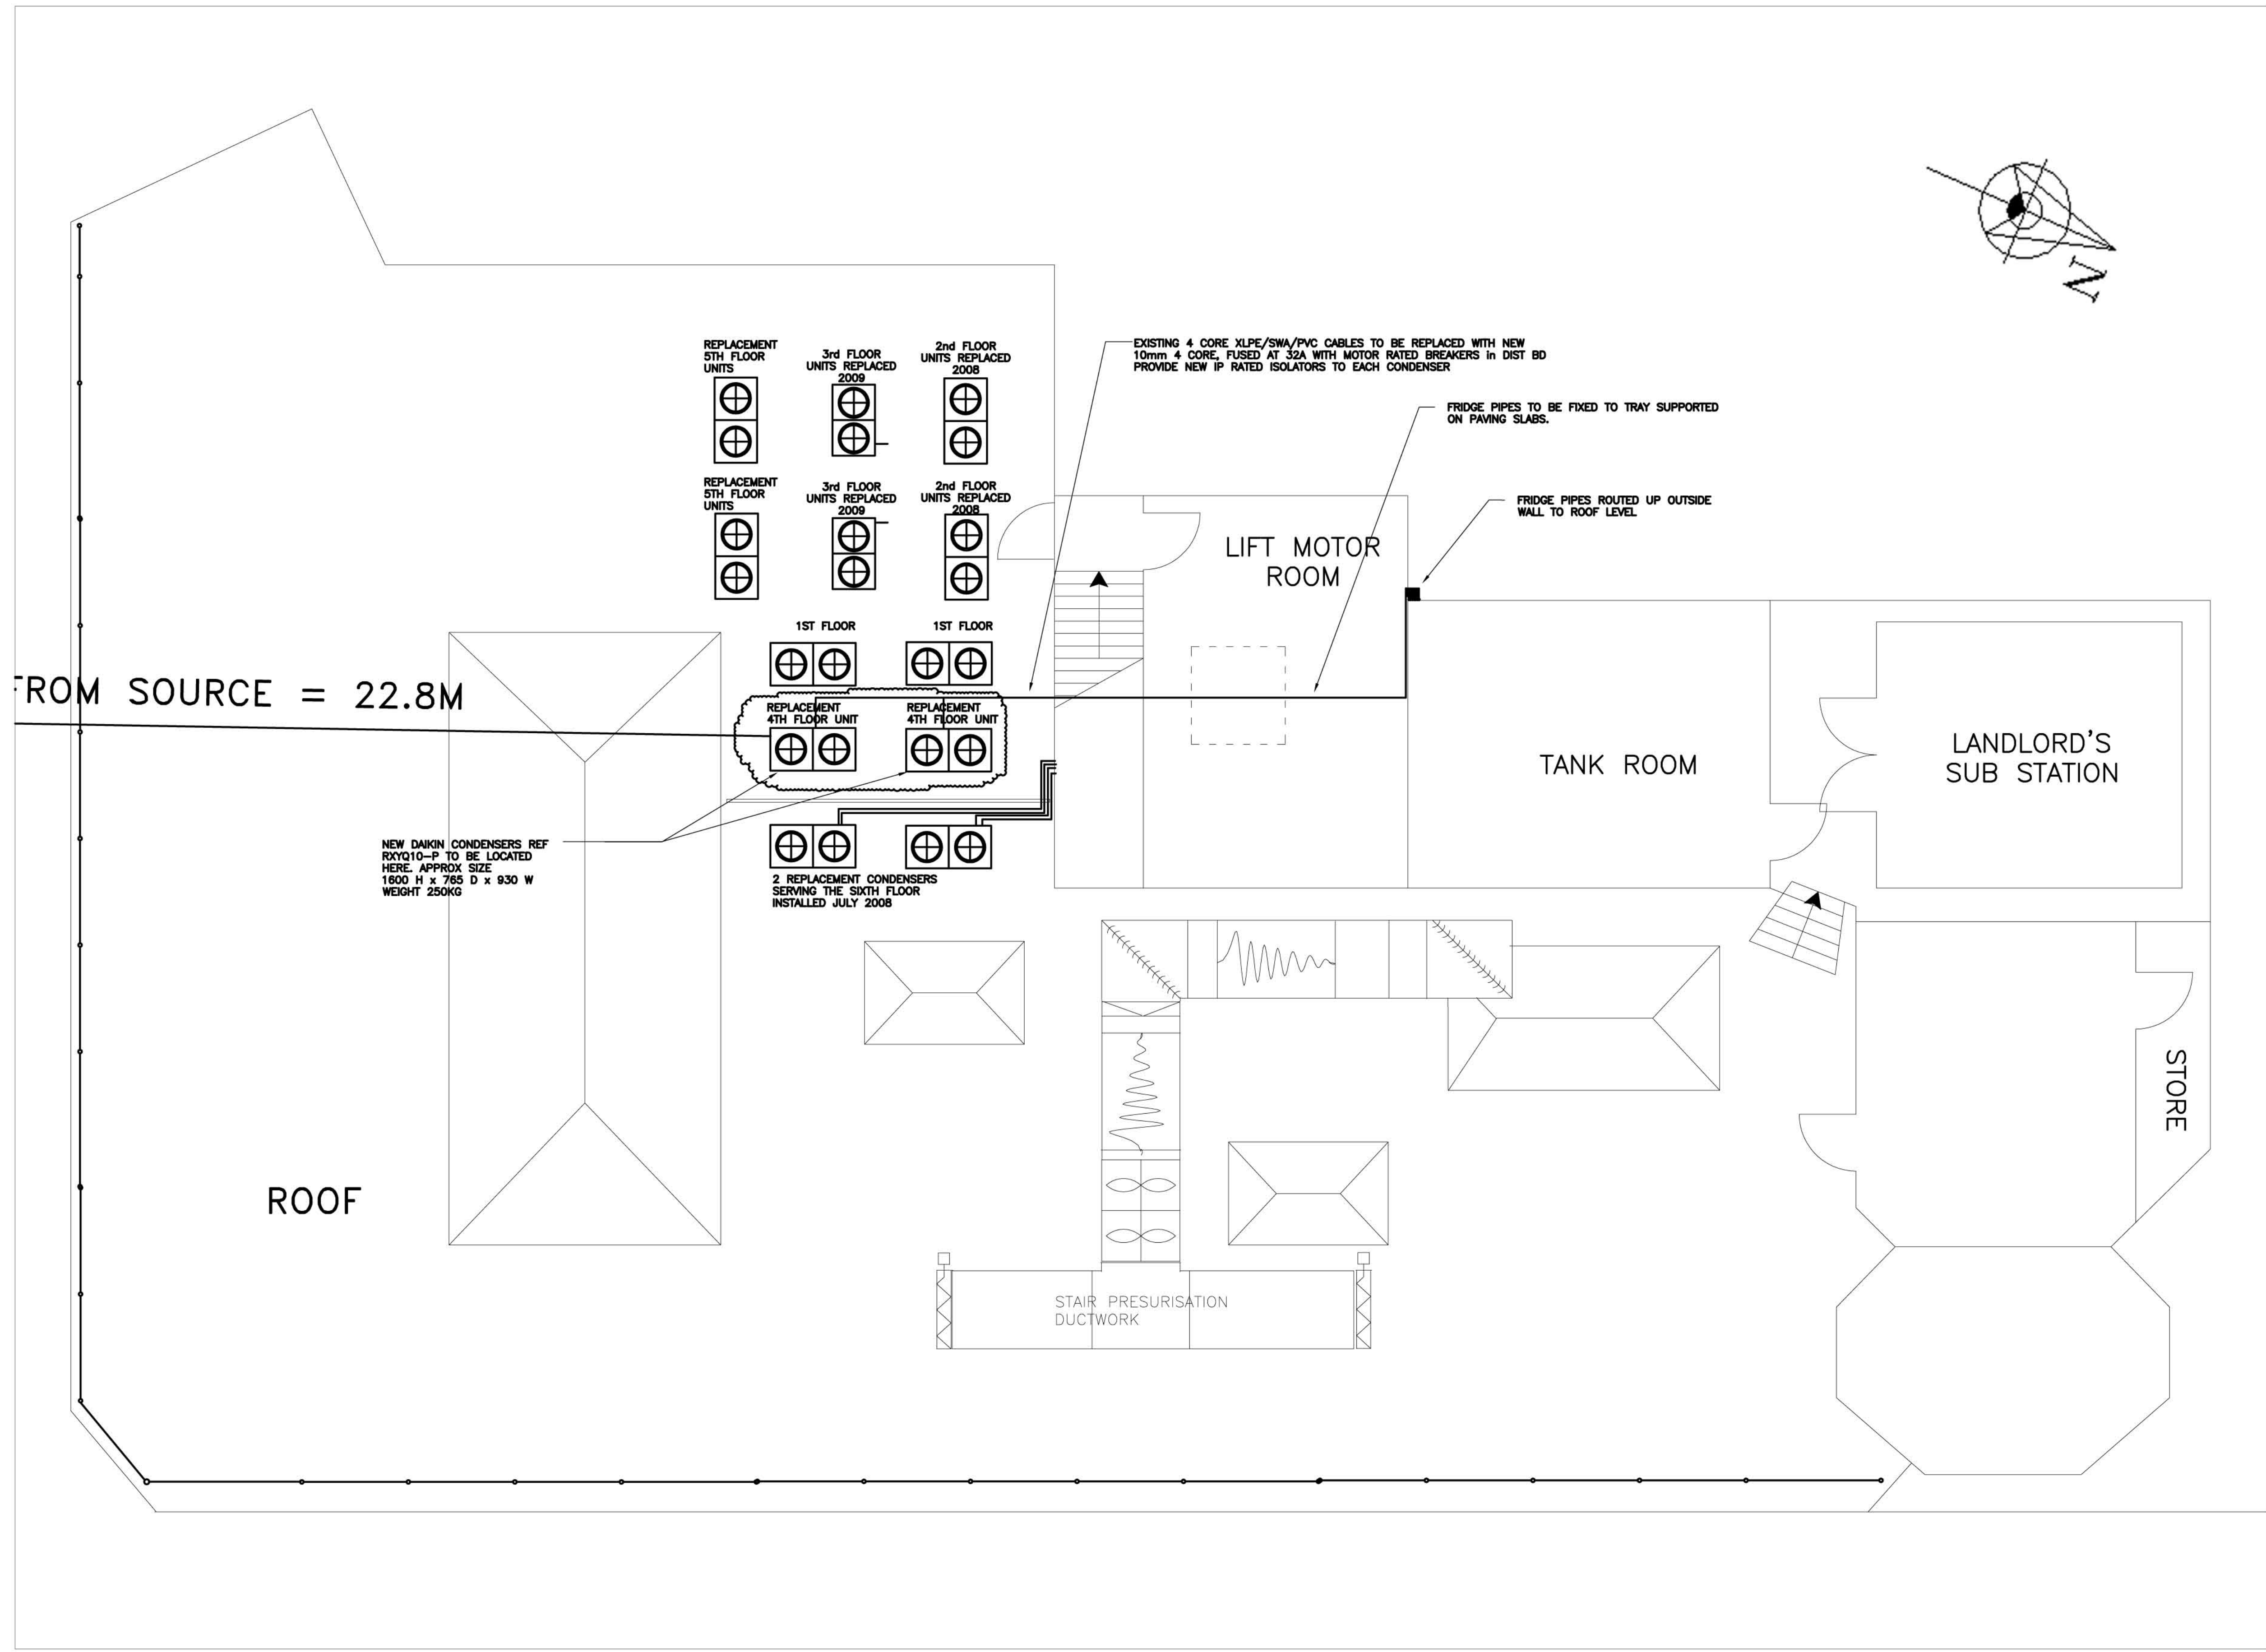 REPLACEMENT
5TH FLOOR
UNITS
3rd FLOOR
UNITS REPLACED
2009
2nd FLOOR
UNITS REPLACED
2008
EXISTING 4 CORE XLPE/SWA/PVC CABLES TO BE REPLACED WITH NEW
10mm 4 CORE, FUSED AT 32A WITH MOTOR RATED BREAKERS in DIST BD
PROVIDE NEW IP RATED ISOLATORS TO EACH CONDENSER
N
FRIDGE PIPES TO BE FIXED TO TRAY SUPPORTED
ON PAVING SLABS.
REPLACEMENT
5TH FLOOR
UNITS
3rd FLOOR
UNITS REPLACED
2009
2nd FLOOR
UNITS REPLACED
2008
FRIDGE PIPES ROUTED UP OUTSIDE
WALL TO ROOF LEVEL
LIFT MOTOR
ROOM
1ST FLOOR
1ST FLOOR
FROM SOURCE = 22.8M
REPLACEMENT
4TH FLOOR UNIT
REPLACEMENT
4TH FLOOR UNIT
TANK ROOM
LANDLORD'S
SUB STATION
NEW DAIKIN CONDENSERS REF
RXYQ10-P TO BE LOCATED
HERE. APPROX SIZE
1600 H x 765 D x 930 W
WEIGHT 250KG
2 REPLACEMENT CONDENSERS
SERVING THE SIXTH FLOOR
INSTALLED JULY 2008
STORE
ROOF
STAIR PRESURISATION
DUCTWORK